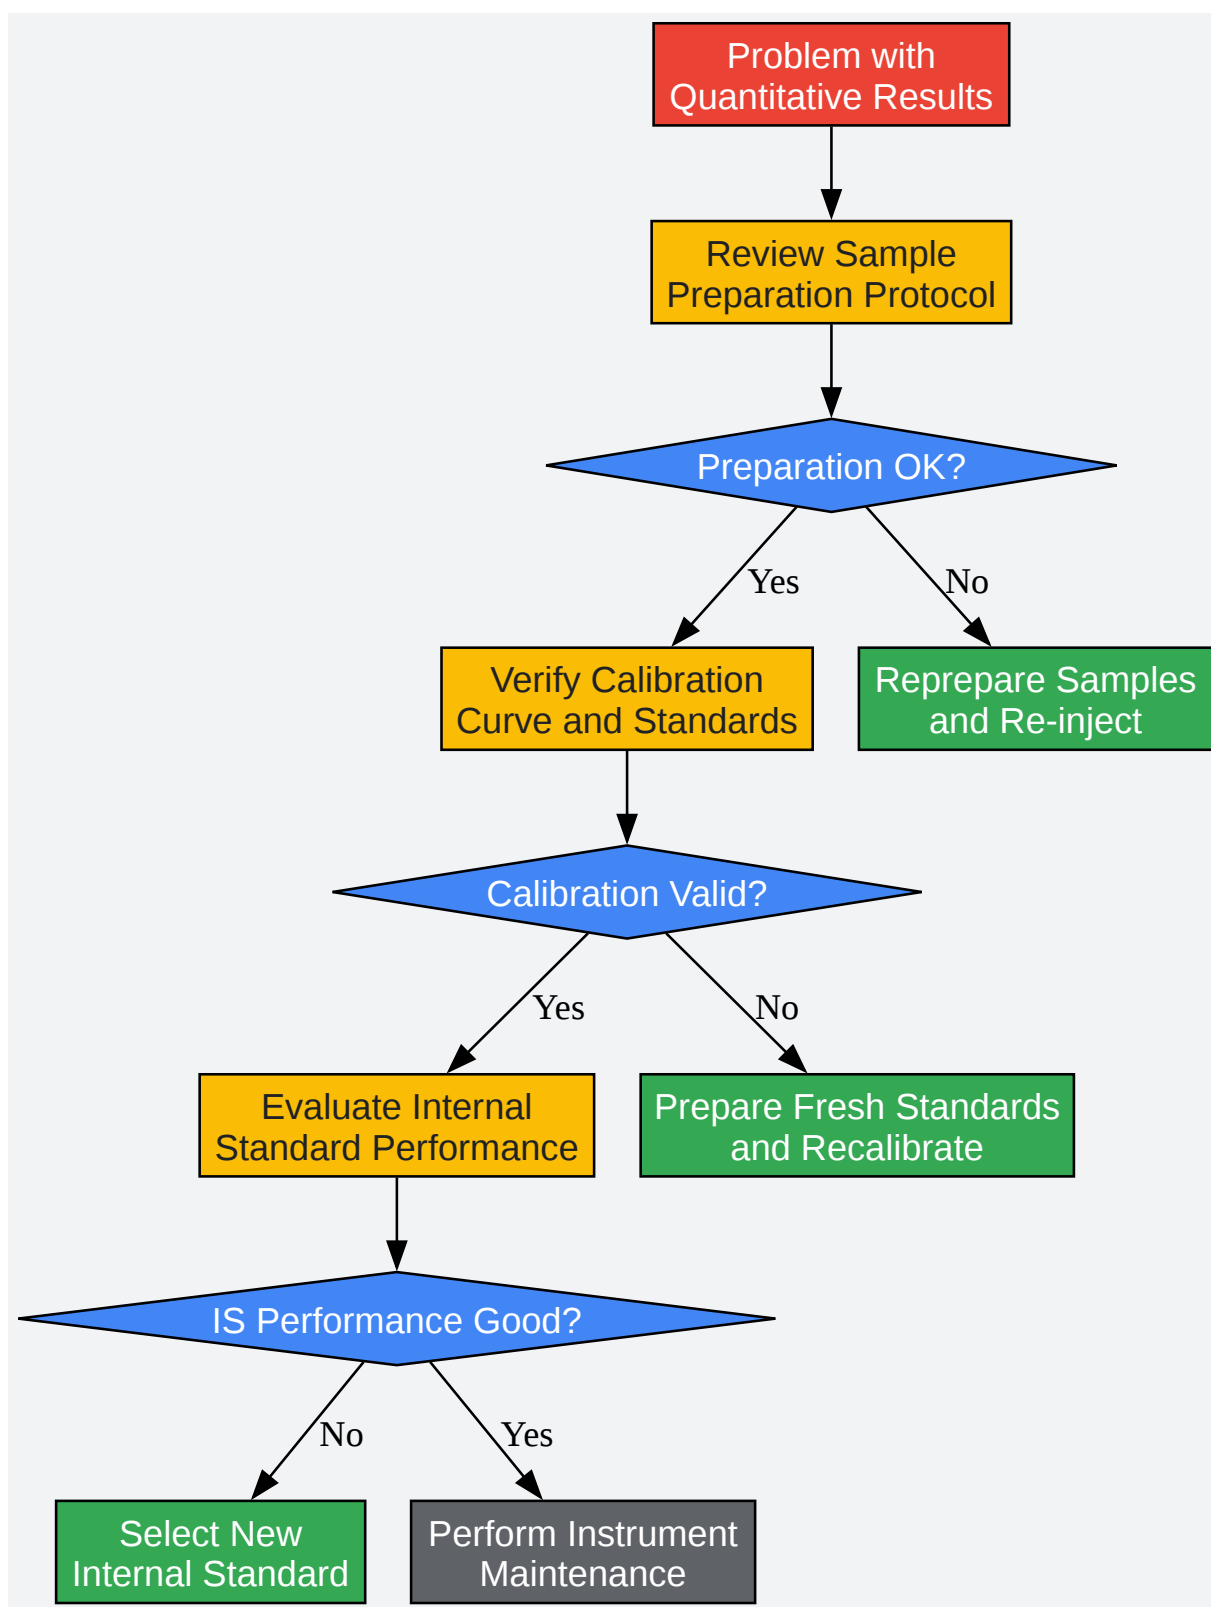 Problem with
Quantitative Results
Review Sample
Preparation Protocol
Preparation OK?
Yes
No
Verify Calibration
Curve and Standards
Reprepare Samples
and Re-inject
Calibration Valid?
Yes
No
Evaluate Internal
Standard Performance
Prepare Fresh Standards
and Recalibrate
IS Performance Good?
No
Yes
Select New
Internal Standard
Perform Instrument
Maintenance